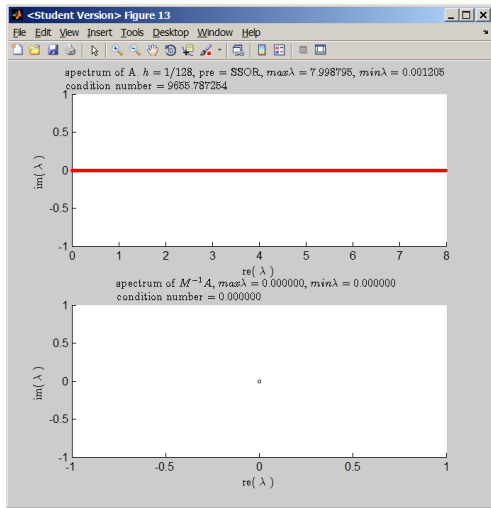 <Student Version> Figure 13
File Edit View Insert Tools Desktop Window Help
spectrum of A. h = 1/128, pre = SSOR, maxλ = 7.998795, minλ = 0.001205
condition number = 9655.787254
1
0.5
0
-0.5
-1
im( λ )
0 1 2 3 4 5 6 7 8
re( λ )
spectrum of M⁻¹A, maxλ = 0.000000, minλ = 0.000000
condition number = 0.000000
1
0.5
0
-0.5
-1
im( λ )
-1 -0.5 0 0.5 1
re( λ )